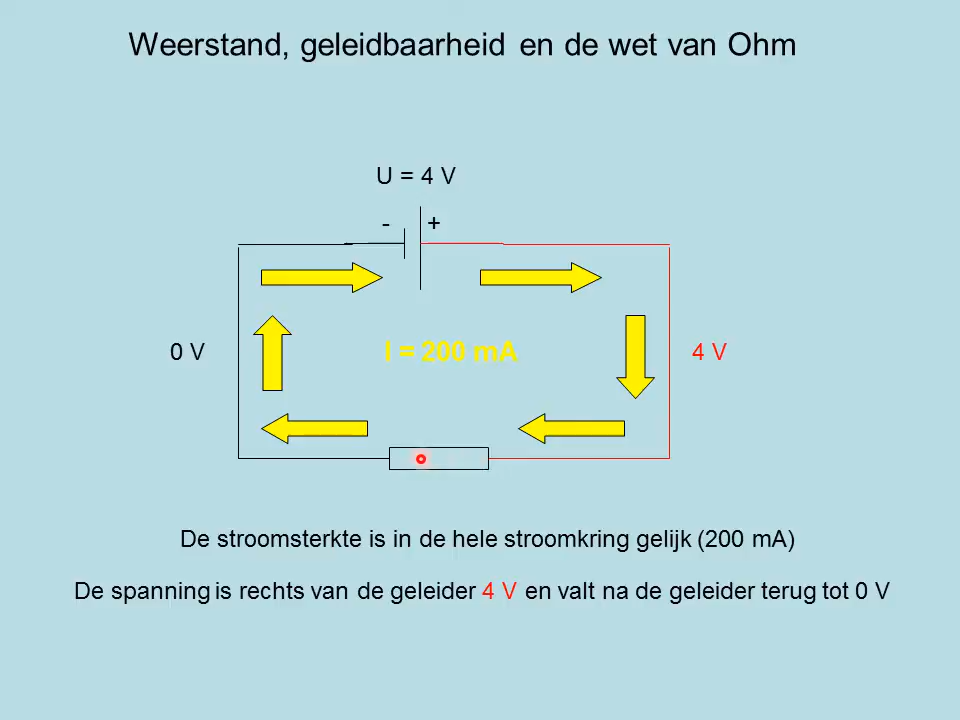 Weerstand, geleidbaarheid en de wet van Ohm
U = 4 V
- +
0 V
I = 200 mA
4 V
De stroomsterkte is in de hele stroomkring gelijk (200 mA)
De spanning is rechts van de geleider 4 V en valt na de geleider terug tot 0 V